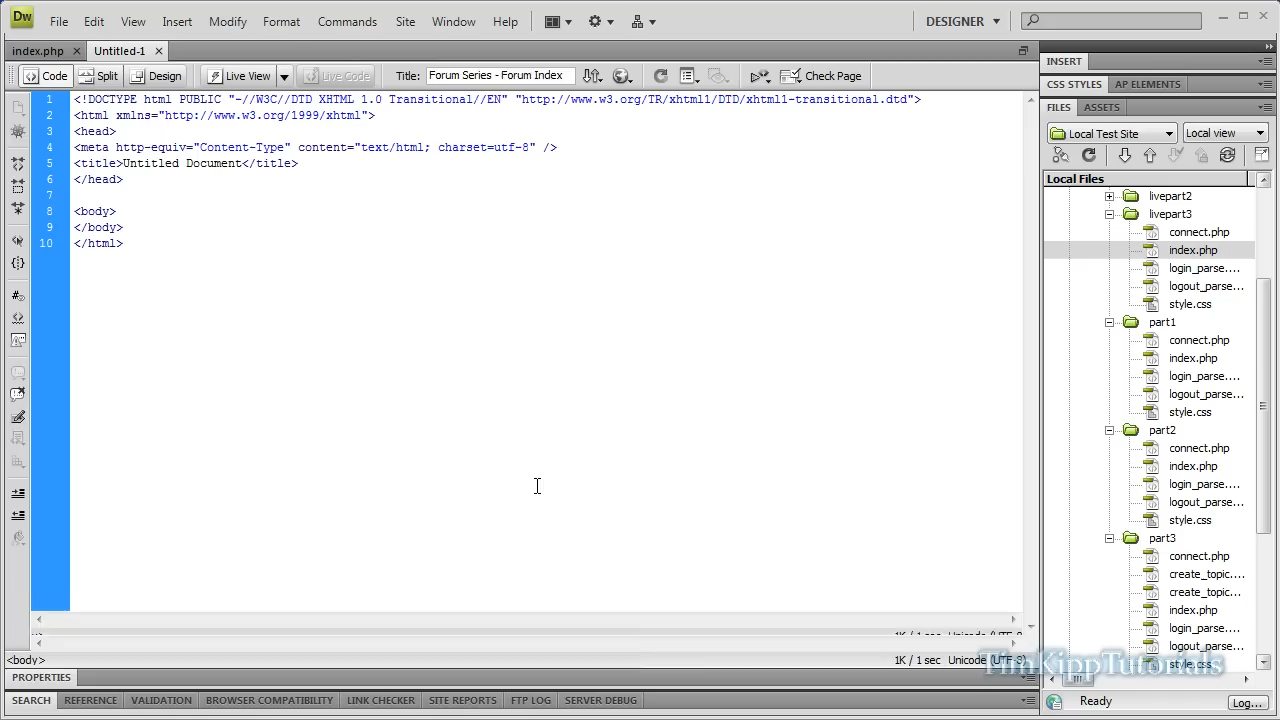 Dw File Edit View Insert Modify Format Commands Site Window Help DESIGNER
index.php Untitled-1
Code Split Design Live View Live Code Title: Forum Series - Forum Index Check Page
1 <!DOCTYPE html PUBLIC "-//W3C//DTD XHTML 1.0 Transitional//EN" "http://www.w3.org/TR/xhtml1/DTD/xhtml1-transitional.dtd">
2 <html xmlns="http://www.w3.org/1999/xhtml">
3 <head>
4 <meta http-equiv="Content-Type" content="text/html; charset=utf-8" />
5 <title>Untitled Document</title>
6 </head>
7
8 <body>
9 </body>
10 </html>
<body>
1K / 1 sec Unicode (UTF-8)
PROPERTIES
SEARCH REFERENCE VALIDATION BROWSER COMPATIBILITY LINK CHECKER SITE REPORTS FTP LOG SERVER DEBUG
INSERT
CSS STYLES AP ELEMENTS
FILES ASSETS
Local Test Site Local view
Local Files
livepart2
livepart3
connect.php
index.php
login_parse....
logout_parse...
style.css
part1
connect.php
index.php
login_parse....
logout_parse...
style.css
part2
connect.php
index.php
login_parse....
logout_parse...
style.css
part3
connect.php
create_topic....
create_topic...
index.php
login_parse....
logout_parse...
style.css
TimKippTutorials
Ready Log...